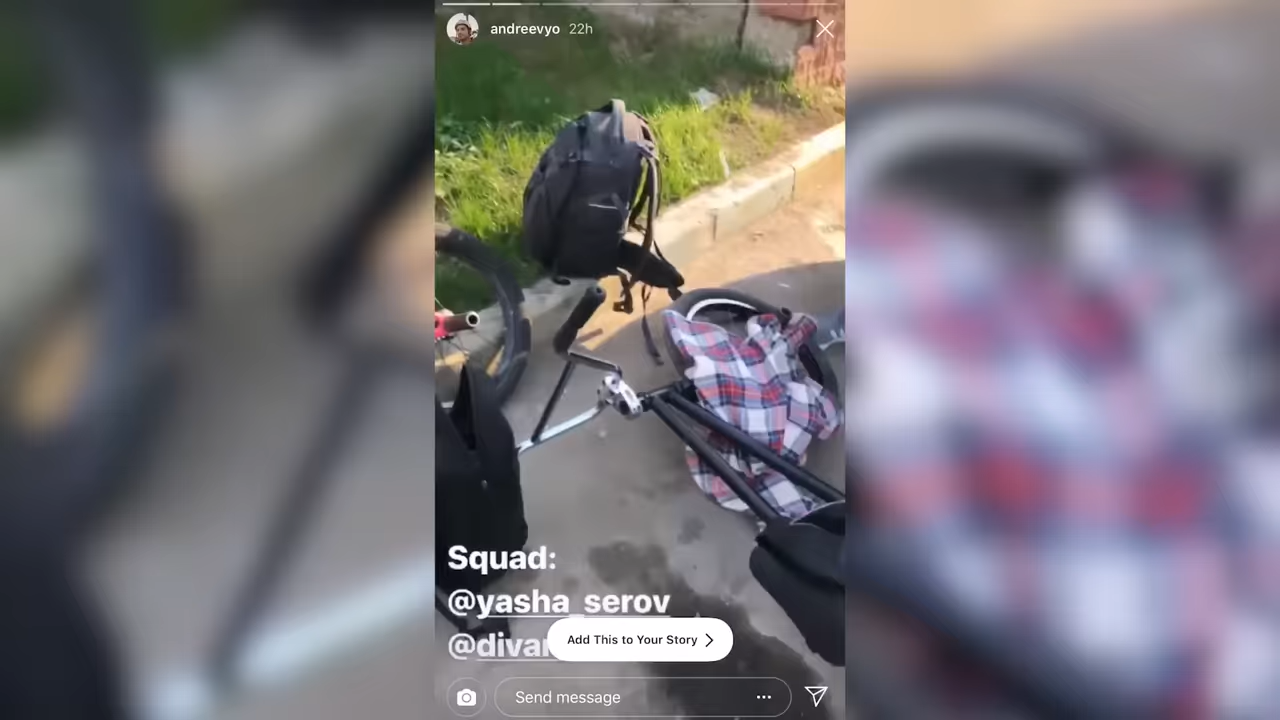 andreevyo 22h
Squad:
@yasha_serov
Add This to Your Story
Send message